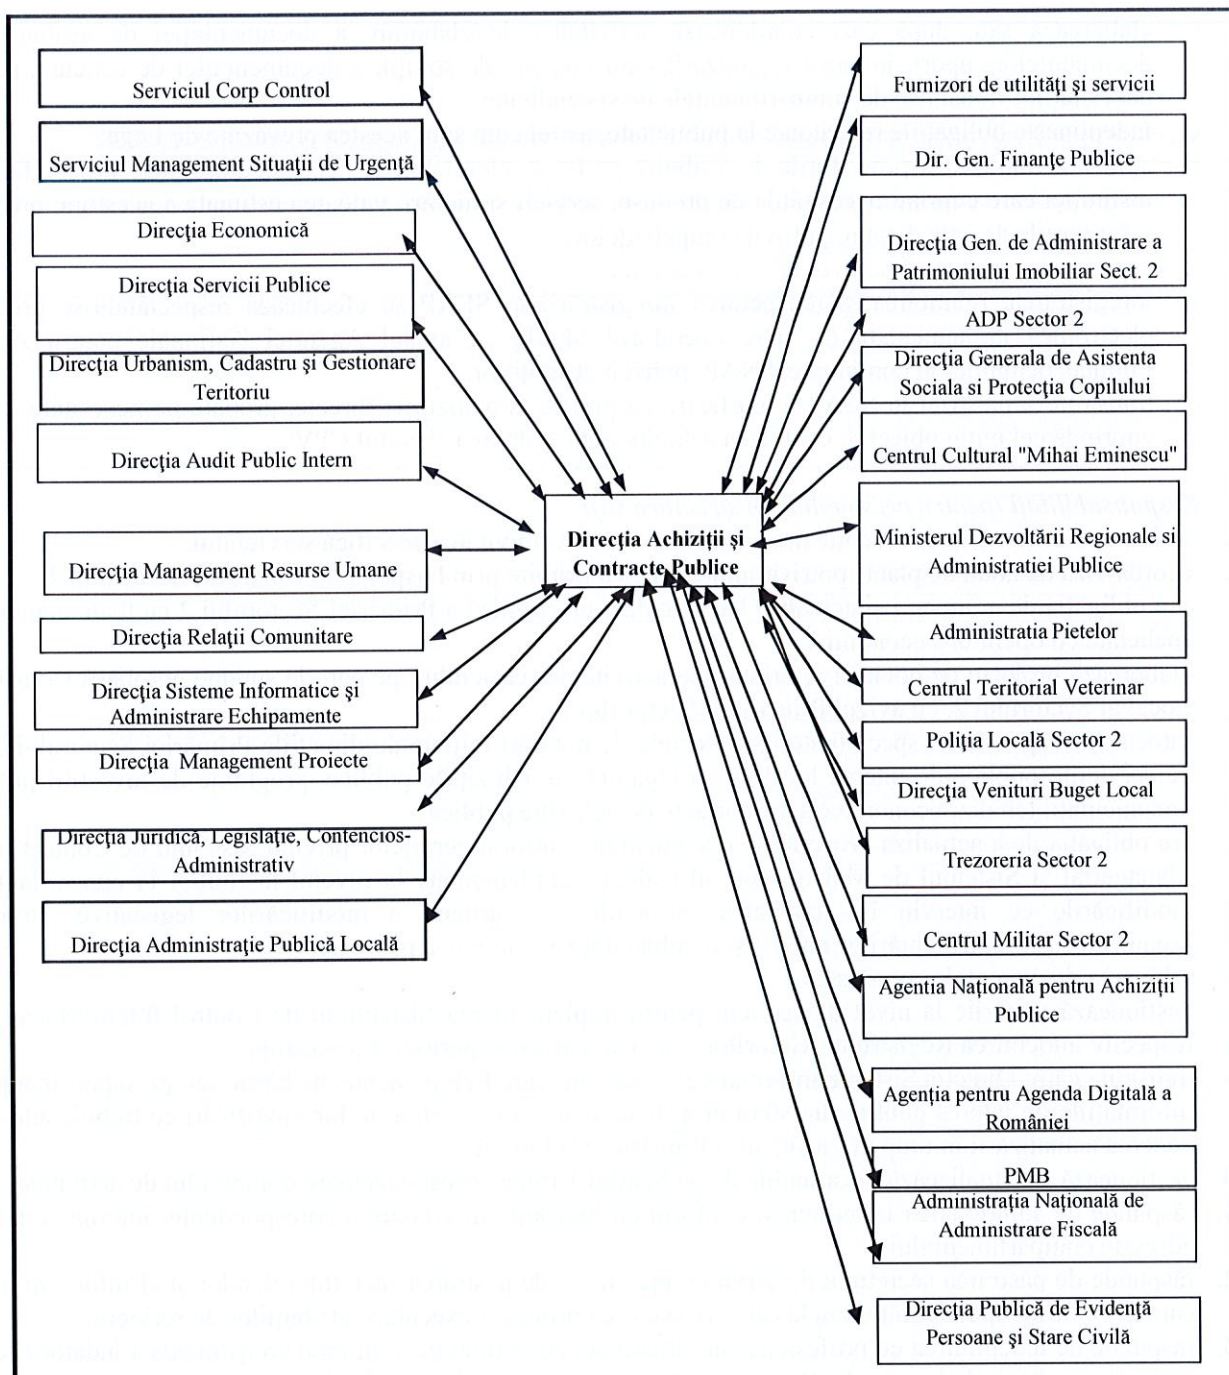 Serviciul Corp Control
Serviciul Management Situaţii de Urgenţă
Direcţia Economică
Direcţia Servicii Publice
Direcţia Urbanism, Cadastru şi Gestionare
Teritoriu
Direcţia Audit Public Intern
Direcţia Management Resurse Umane
Direcţia Relaţii Comunitare
Direcţia Sisteme Informatice şi
Administrare Echipamente
Direcţia Management Proiecte
Direcţia Juridică, Legislaţie, Contencios-
Administrativ
Direcţia Administraţie Publică Locală
Direcţia Achiziţii şi
Contracte Publice
Furnizori de utilităţi şi servicii
Dir. Gen. Finanţe Publice
Direcţia Gen. de Administrare a
Patrimoniului Imobiliar Sect. 2
ADP Sector 2
Direcţia Generala de Asistenta
Sociala si Protecţia Copilului
Centrul Cultural "Mihai Eminescu"
Ministerul Dezvoltării Regionale si
Administratiei Publice
Administratia Pietelor
Centrul Teritorial Veterinar
Poliţia Locală Sector 2
Direcţia Venituri Buget Local
Trezoreria Sector 2
Centrul Militar Sector 2
Agentia Naţională pentru Achiziţii
Publice
Agenţia pentru Agenda Digitală a
României
PMB
Administraţia Naţională de
Administrare Fiscală
Direcţia Publică de Evidenţă
Persoane şi Stare Civilă